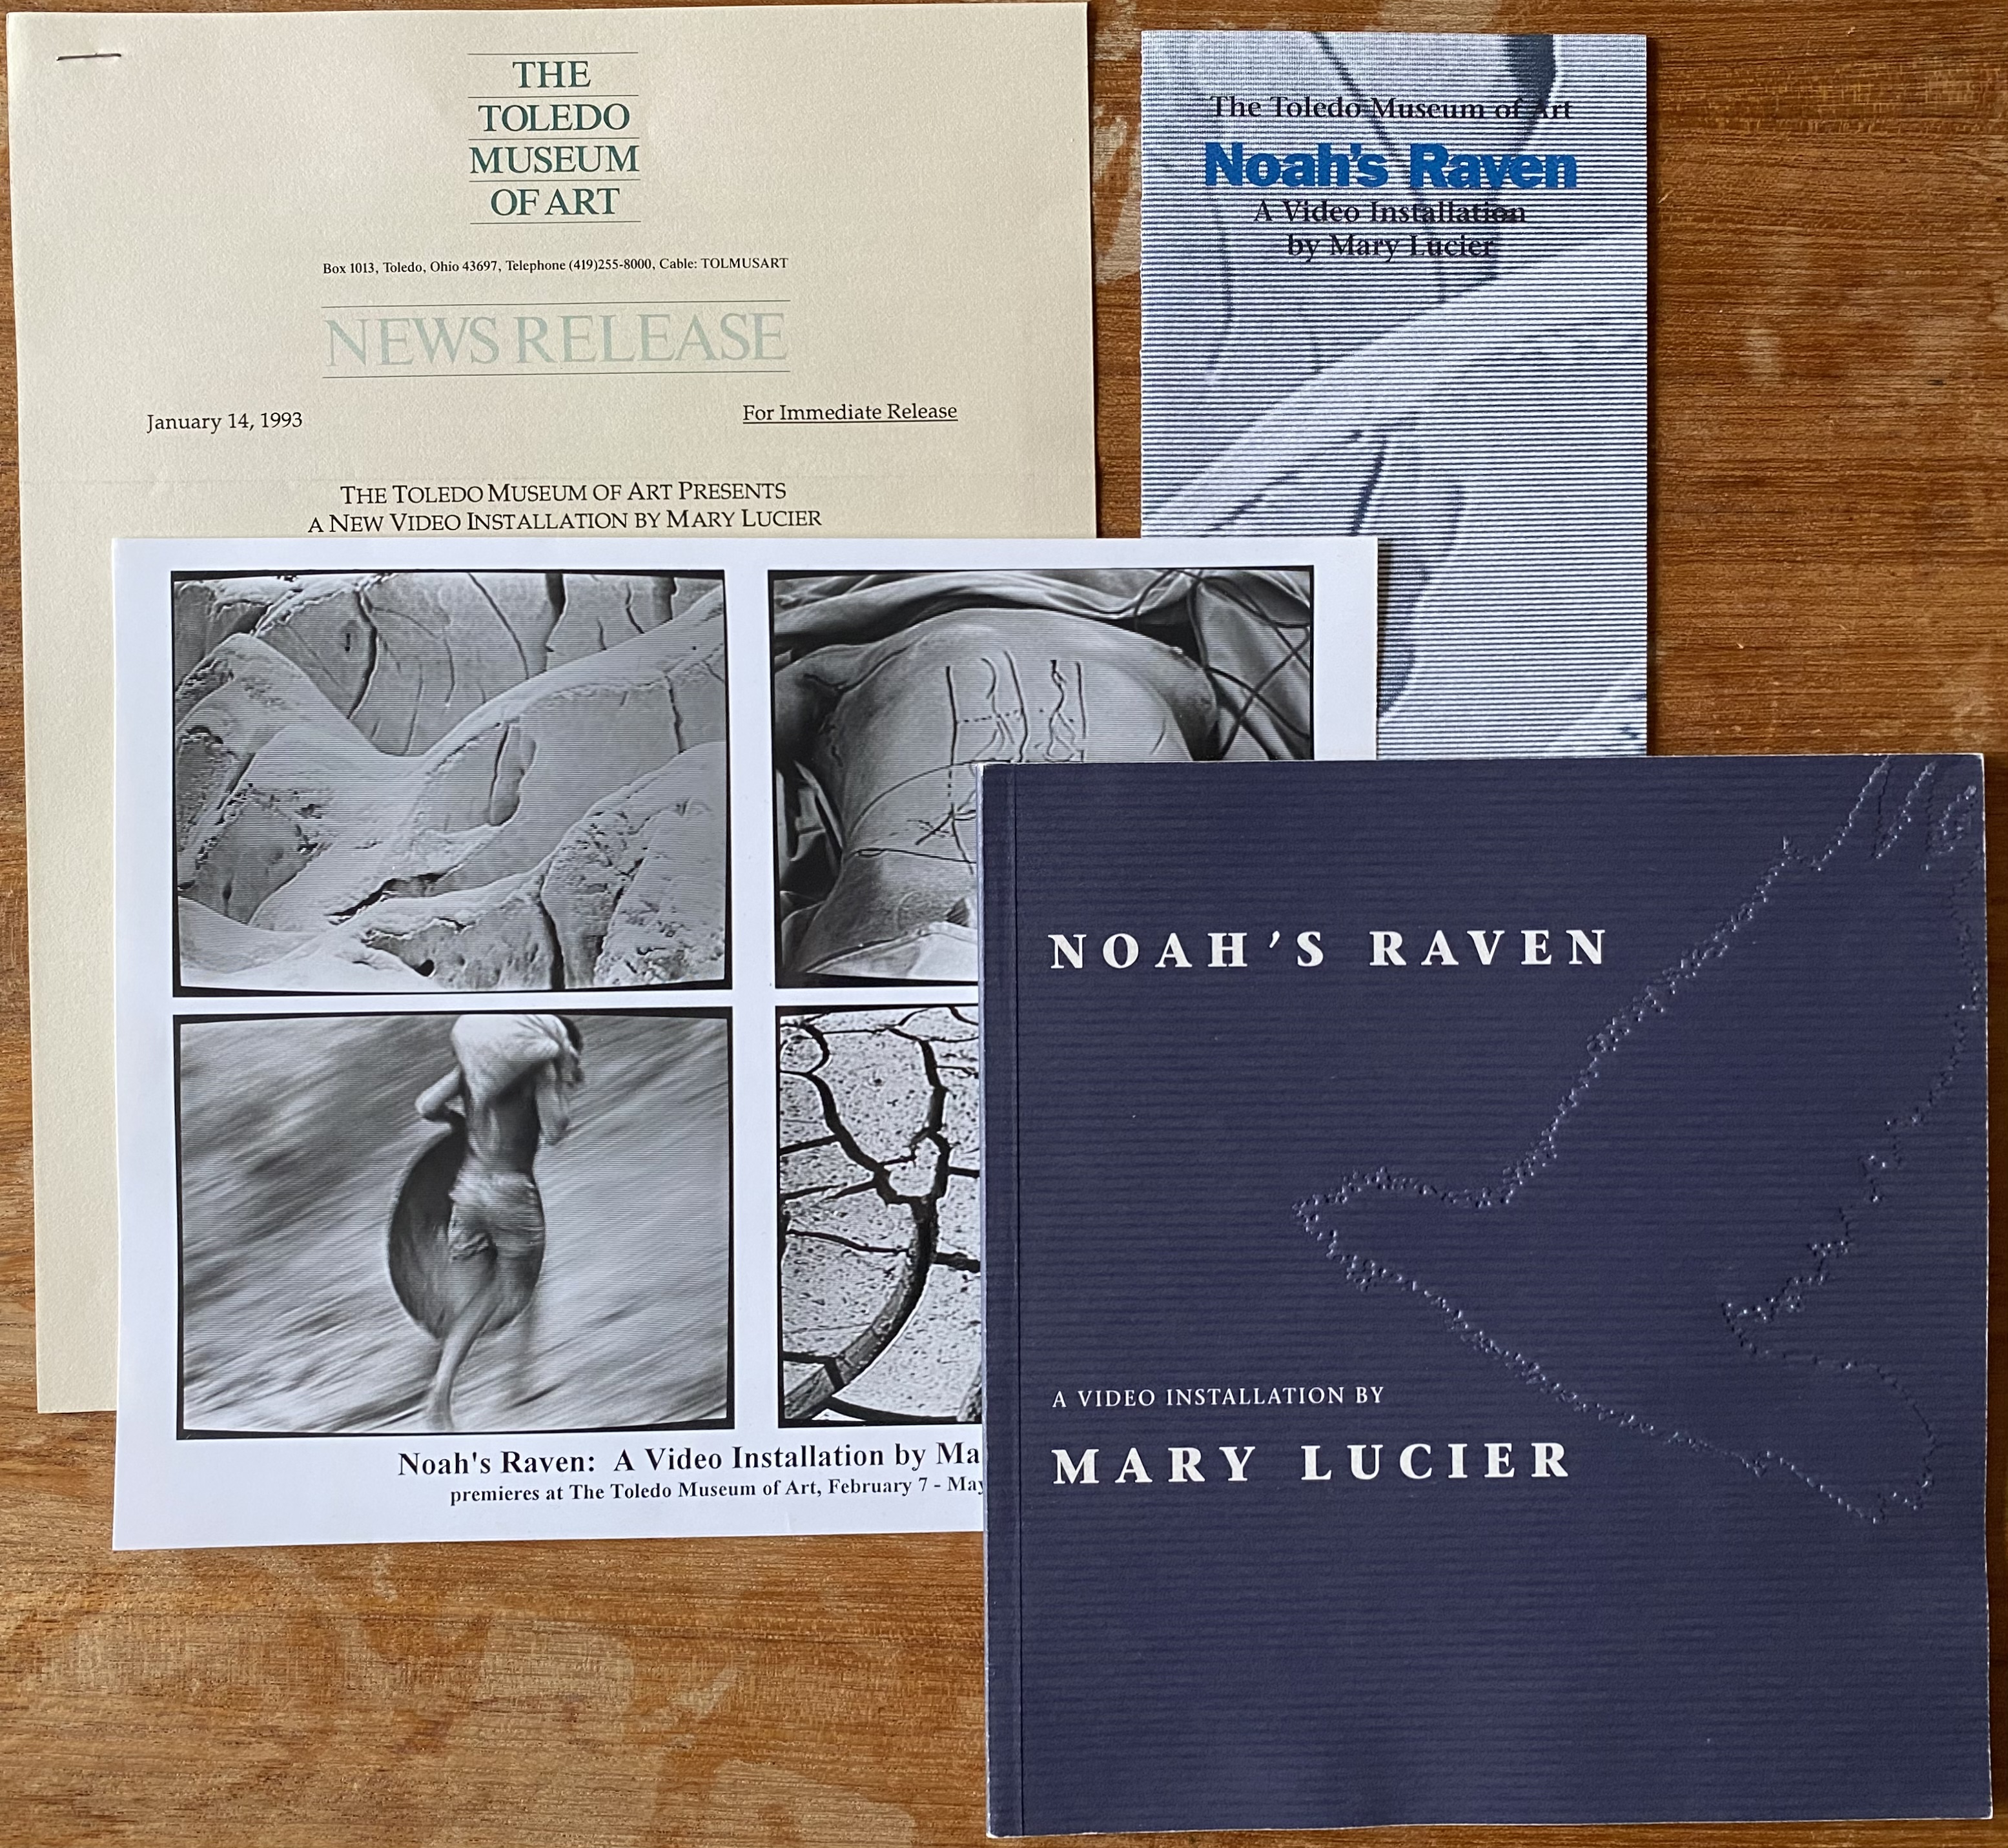 THE
TOLEDO
MUSEUM
OF ART
Box 1013, Toledo, Ohio 43697, Telephone (419)255-8000, Cable: TOLMUSART
NEWS RELEASE
January 14, 1993
For Immediate Release
THE TOLEDO MUSEUM OF ART PRESENTS
A NEW VIDEO INSTALLATION BY MARY LUCIER
The Toledo Museum of Art
Noah's Raven
A Video Installation
by Mary Lucier
Noah's Raven: A Video Installation by Ma
premieres at The Toledo Museum of Art, February 7 - May
NOAH'S RAVEN
A VIDEO INSTALLATION BY
MARY LUCIER